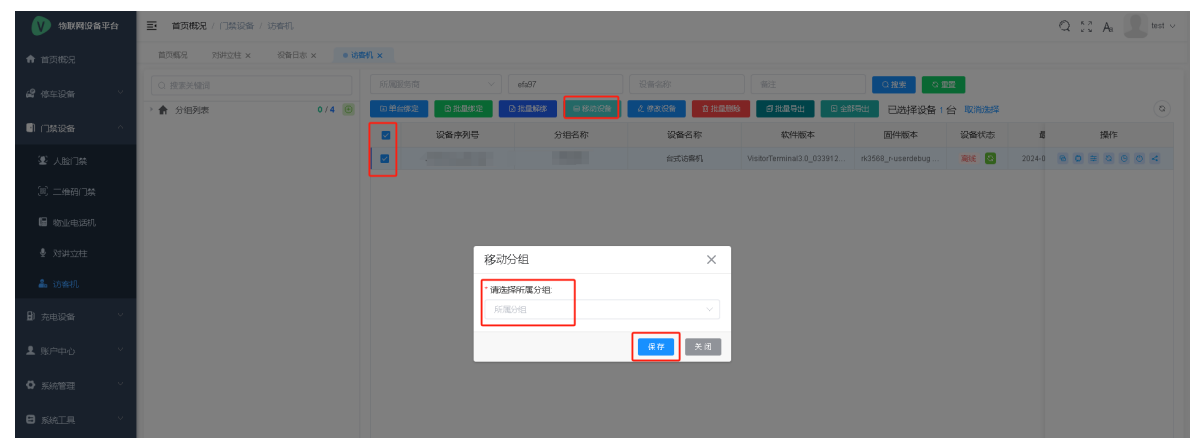 物联网设备平台
首页概况 / 门禁设备 / 访客机
test
首页概况
对讲立柱 ×
设备日志 ×
访客机 ×
首页概况
停车设备
门禁设备
人脸门禁
二维码门禁
物业电话机
对讲立柱
访客机
充电设备
账户中心
系统管理
系统工具
搜索关键词
分组列表
0 / 4
所属服务商
efa97
设备名称
备注
搜索
重置
单台绑定
批量绑定
批量解绑
移动设备
修改设备
批量删除
批量导出
全部导出
已选择设备 1 台 取消选择
设备序列号 分组名称 设备名称 软件版本 固件版本 设备状态 操作
台式访客机 VisitorTerminal3.0_033912... rk3568_r-userdebug ... 离线 2024-0
移动分组
* 请选择所属分组:
所属分组
保存
关闭